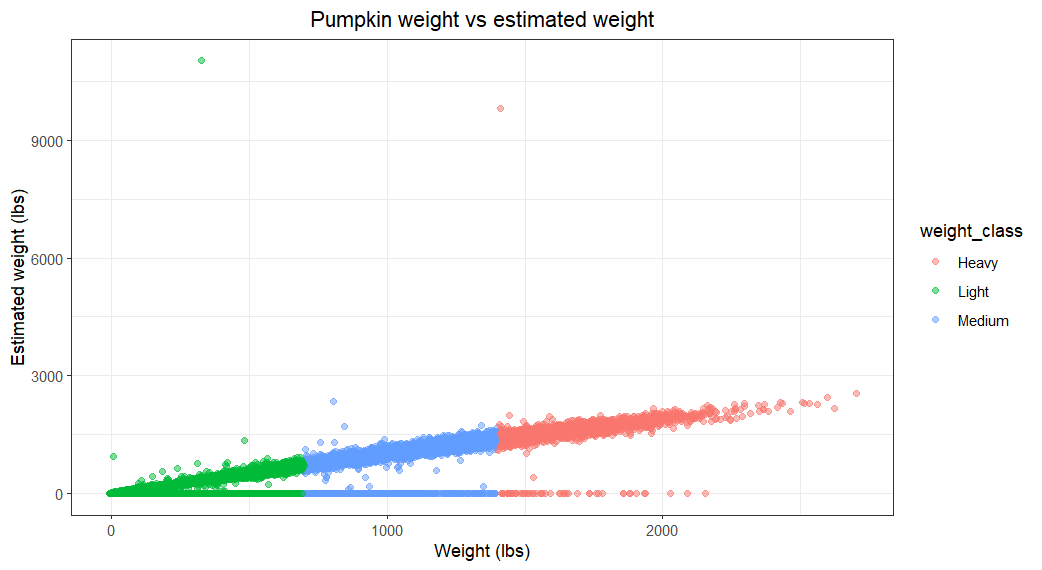 Pumpkin weight vs estimated weight
Estimated weight (lbs)
9000
6000
3000
0
0
1000
2000
Weight (lbs)
weight_class
Heavy
Light
Medium